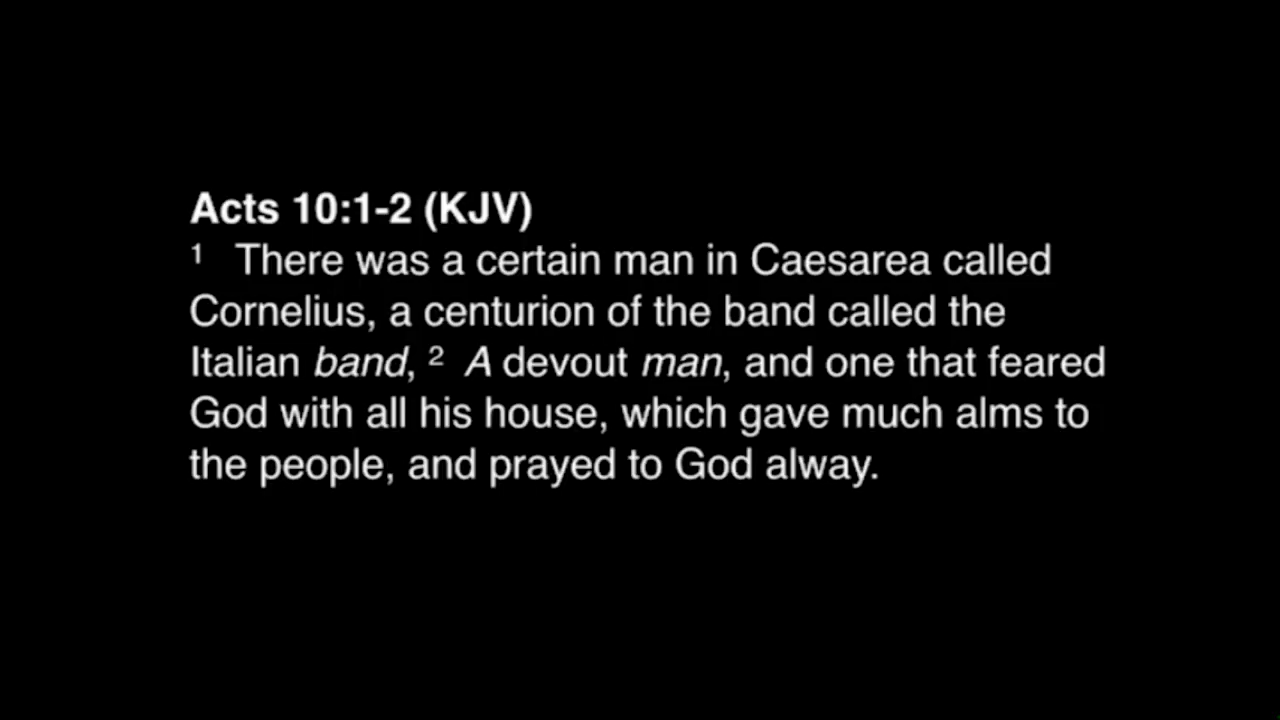 Acts 10:1-2 (KJV)
1 There was a certain man in Caesarea called
Cornelius, a centurion of the band called the
Italian band, 2 A devout man, and one that feared
God with all his house, which gave much alms to
the people, and prayed to God alway.